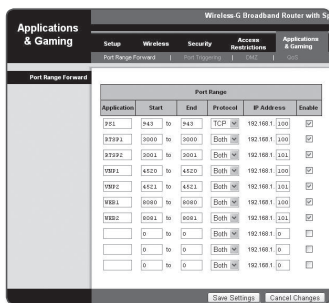 Wireless-G Broadband Router with Sp
Applications & Gaming
Setup Wireless Security Access Restrictions Applications & Gaming
Port Range Forward | Port Triggering | DMZ | QoS
Port Range Forward
Port Range
Application Start End Protocol IP Address Enable
PS1 943 to 943 TCP 192.168.1. 100
RTSP1 3000 to 3000 Both 192.168.1. 100
RTSP2 3001 to 3001 Both 192.168.1. 101
VNP1 4520 to 4520 Both 192.168.1. 100
VNP2 4521 to 4521 Both 192.168.1. 101
WEB1 8080 to 8080 Both 192.168.1. 100
WEB2 8081 to 8081 Both 192.168.1. 101
0 to 0 Both 192.168.1. 0
0 to 0 Both 192.168.1. 0
0 to 0 Both 192.168.1. 0
Save Settings Cancel Changes